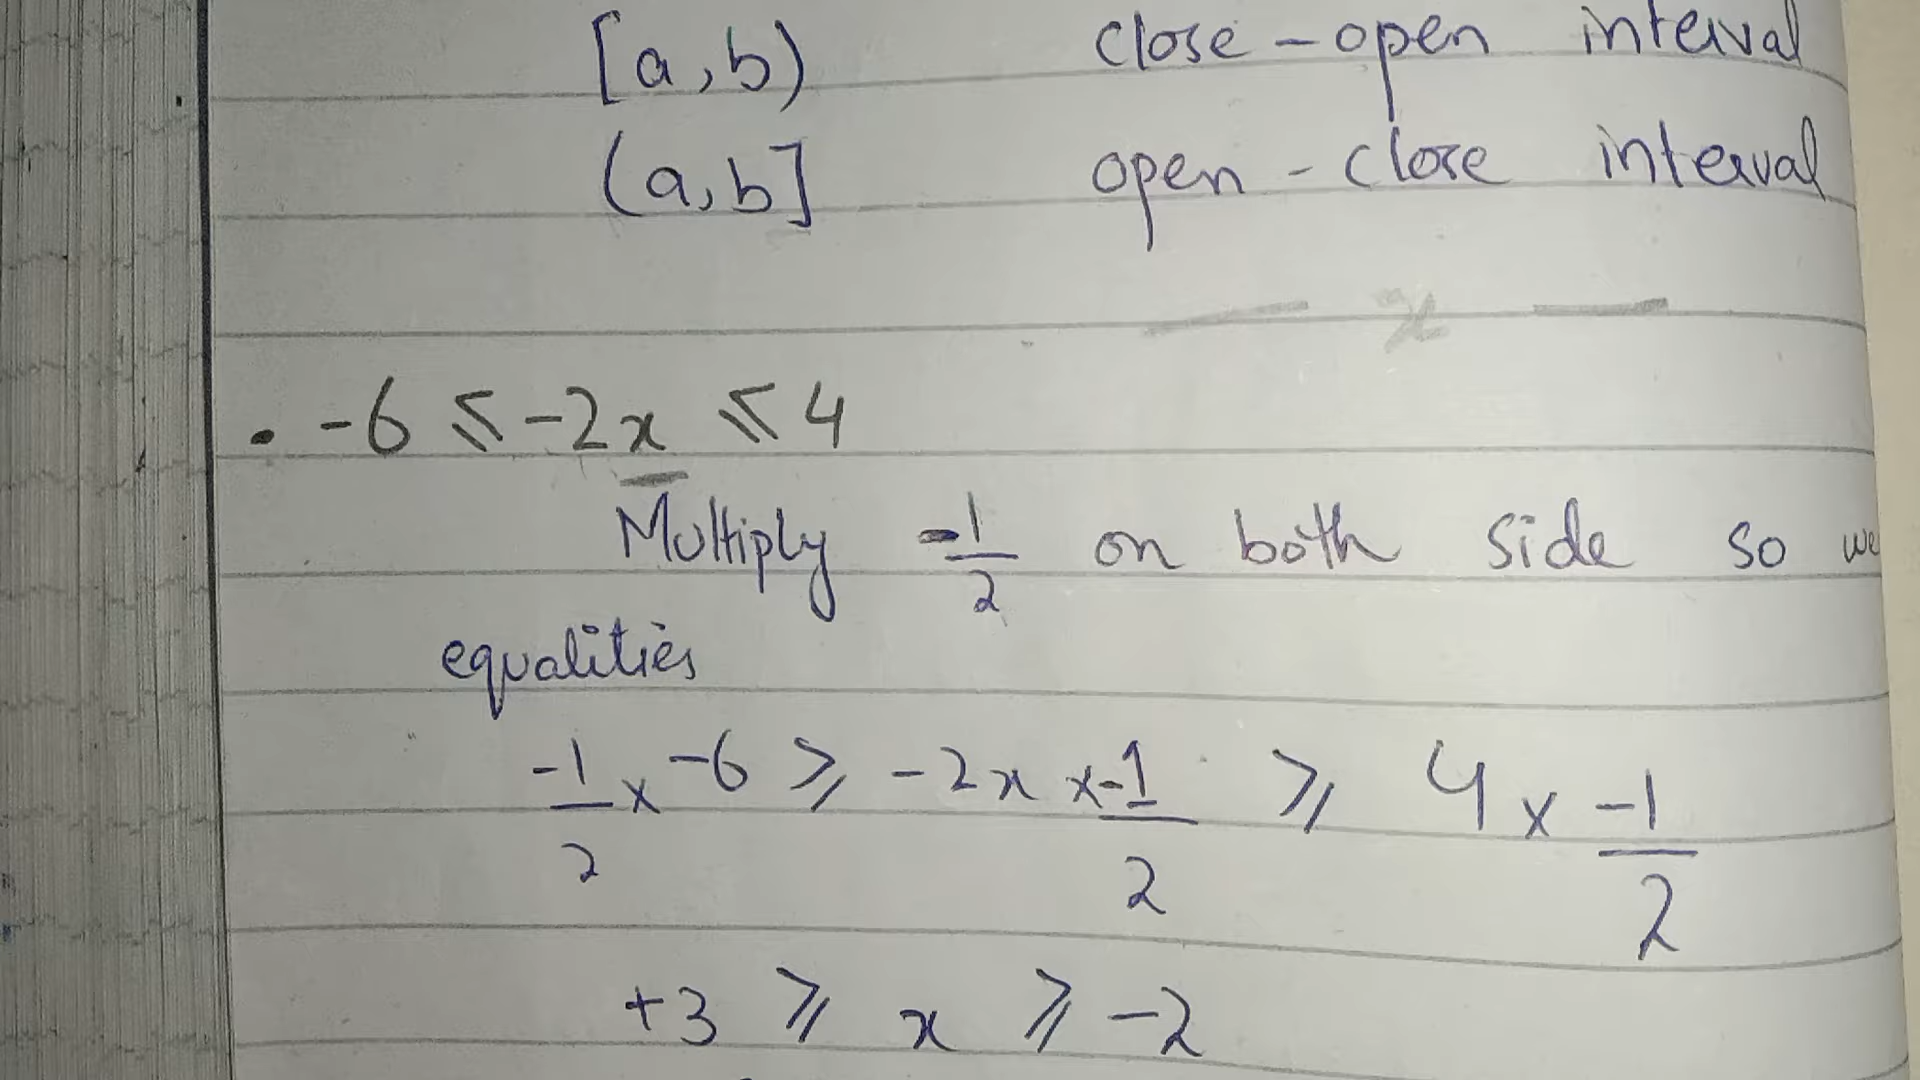 [a,b) close-open interval
(a,b] open-close interval
x
. -6 ≤ -2x ≤ 4
Multiply -1/2 on both side so we
equalities
-1/2 x -6 ≥ -2x x -1/2 ≥ 4 x -1/2
+3 ≥ x ≥ -2